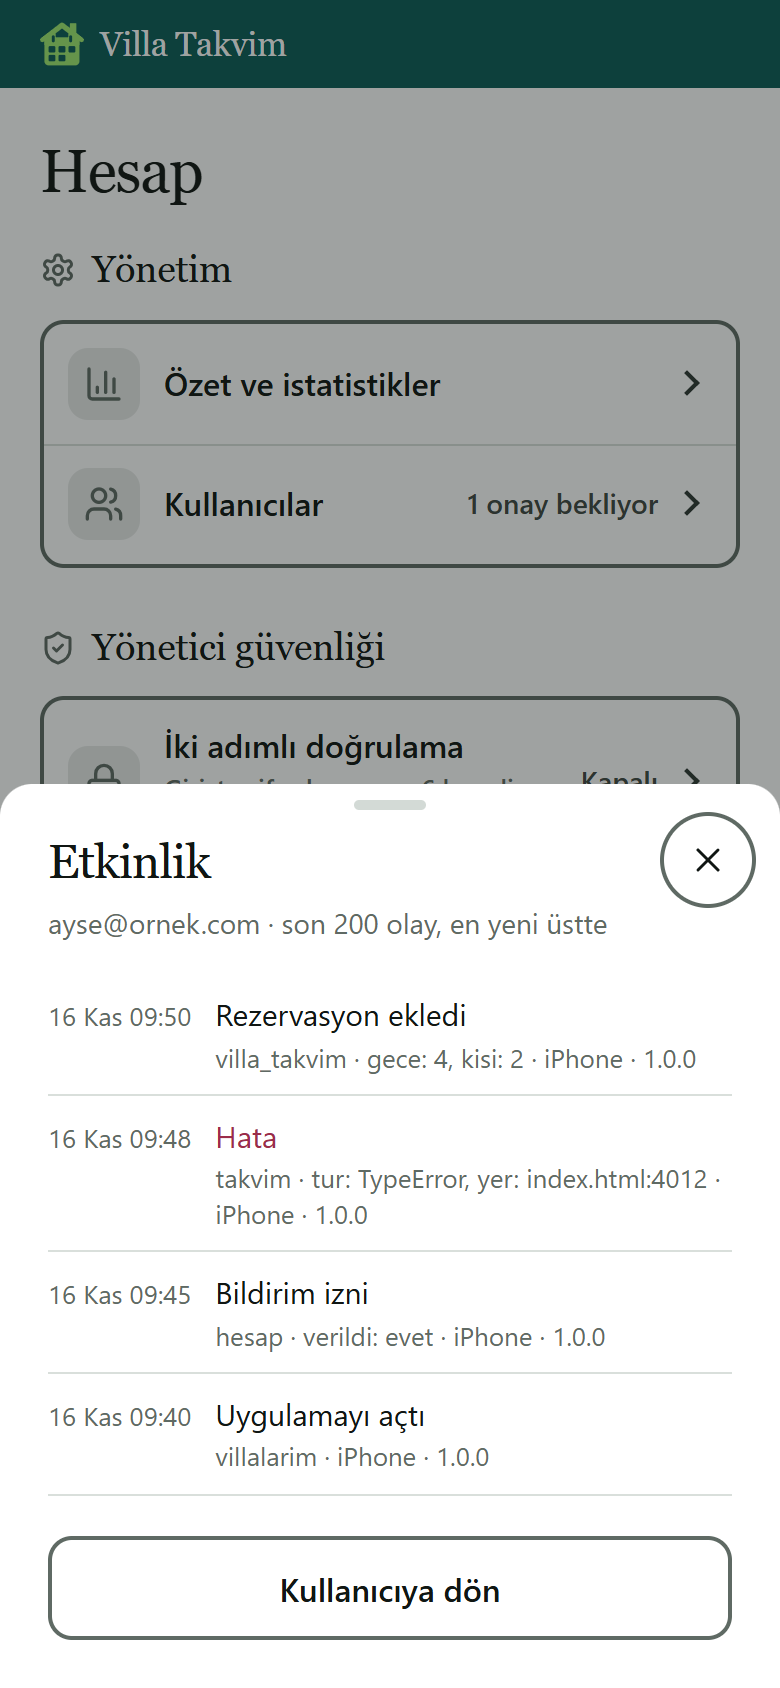 Villa Takvim
Hesap
Yönetim
Özet ve istatistikler
Kullanıcılar
1 onay bekliyor
Yönetici güvenliği
İki adımlı doğrulama
Kapalı
Etkinlik
ayse@ornek.com · son 200 olay, en yeni üstte
16 Kas 09:50
Rezervasyon ekledi
villa_takvim · gece: 4, kisi: 2 · iPhone · 1.0.0
16 Kas 09:48
Hata
takvim · tur: TypeError, yer: index.html:4012 ·
iPhone · 1.0.0
16 Kas 09:45
Bildirim izni
hesap · verildi: evet · iPhone · 1.0.0
16 Kas 09:40
Uygulamayı açtı
villalarim · iPhone · 1.0.0
Kullanıcıya dön